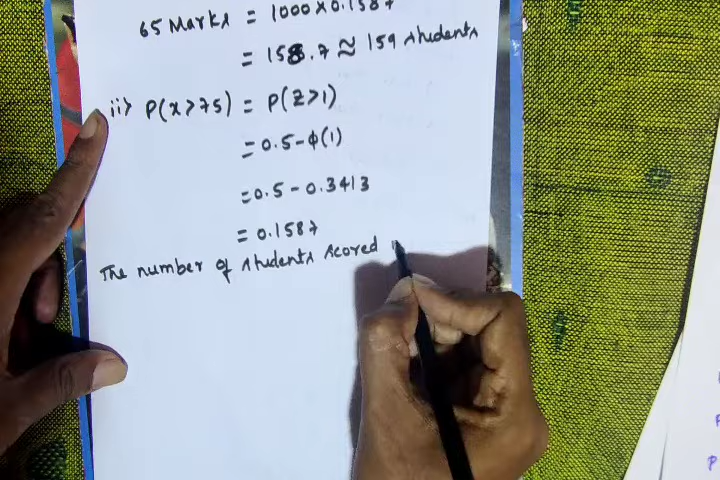 65 Marks = 1000×0.1587
= 158.7 ≈ 159 students
ii) P(x>75) = P(Z>1)
= 0.5-ϕ(1)
= 0.5 - 0.3413
= 0.1587
The number of students scored